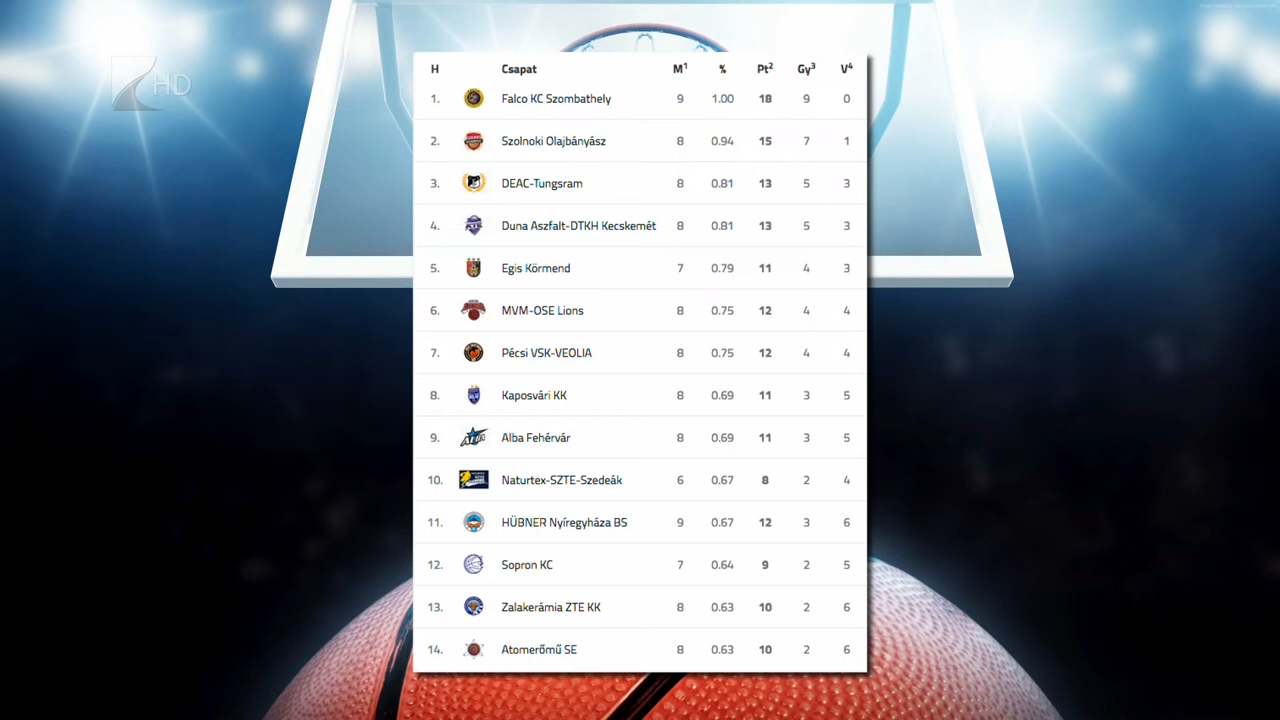 HD
H Csapat M¹ % Pt² Gy³ V⁴
1. Falco KC Szombathely 9 1.00 18 9 0
2. Szolnoki Olajbányász 8 0.94 15 7 1
3. DEAC-Tungsram 8 0.81 13 5 3
4. Duna Aszfalt-DTKH Kecskemét 8 0.81 13 5 3
5. Egis Körmend 7 0.79 11 4 3
6. MVM-OSE Lions 8 0.75 12 4 4
7. Pécsi VSK-VEOLIA 8 0.75 12 4 4
8. Kaposvári KK 8 0.69 11 3 5
9. Alba Fehérvár 8 0.69 11 3 5
10. Naturtex-SZTE-Szedeák 6 0.67 8 2 4
11. HÜBNER Nyíregyháza BS 9 0.67 12 3 6
12. Sopron KC 7 0.64 9 2 5
13. Zalakerámia ZTE KK 8 0.63 10 2 6
14. Atomerőmű SE 8 0.63 10 2 6